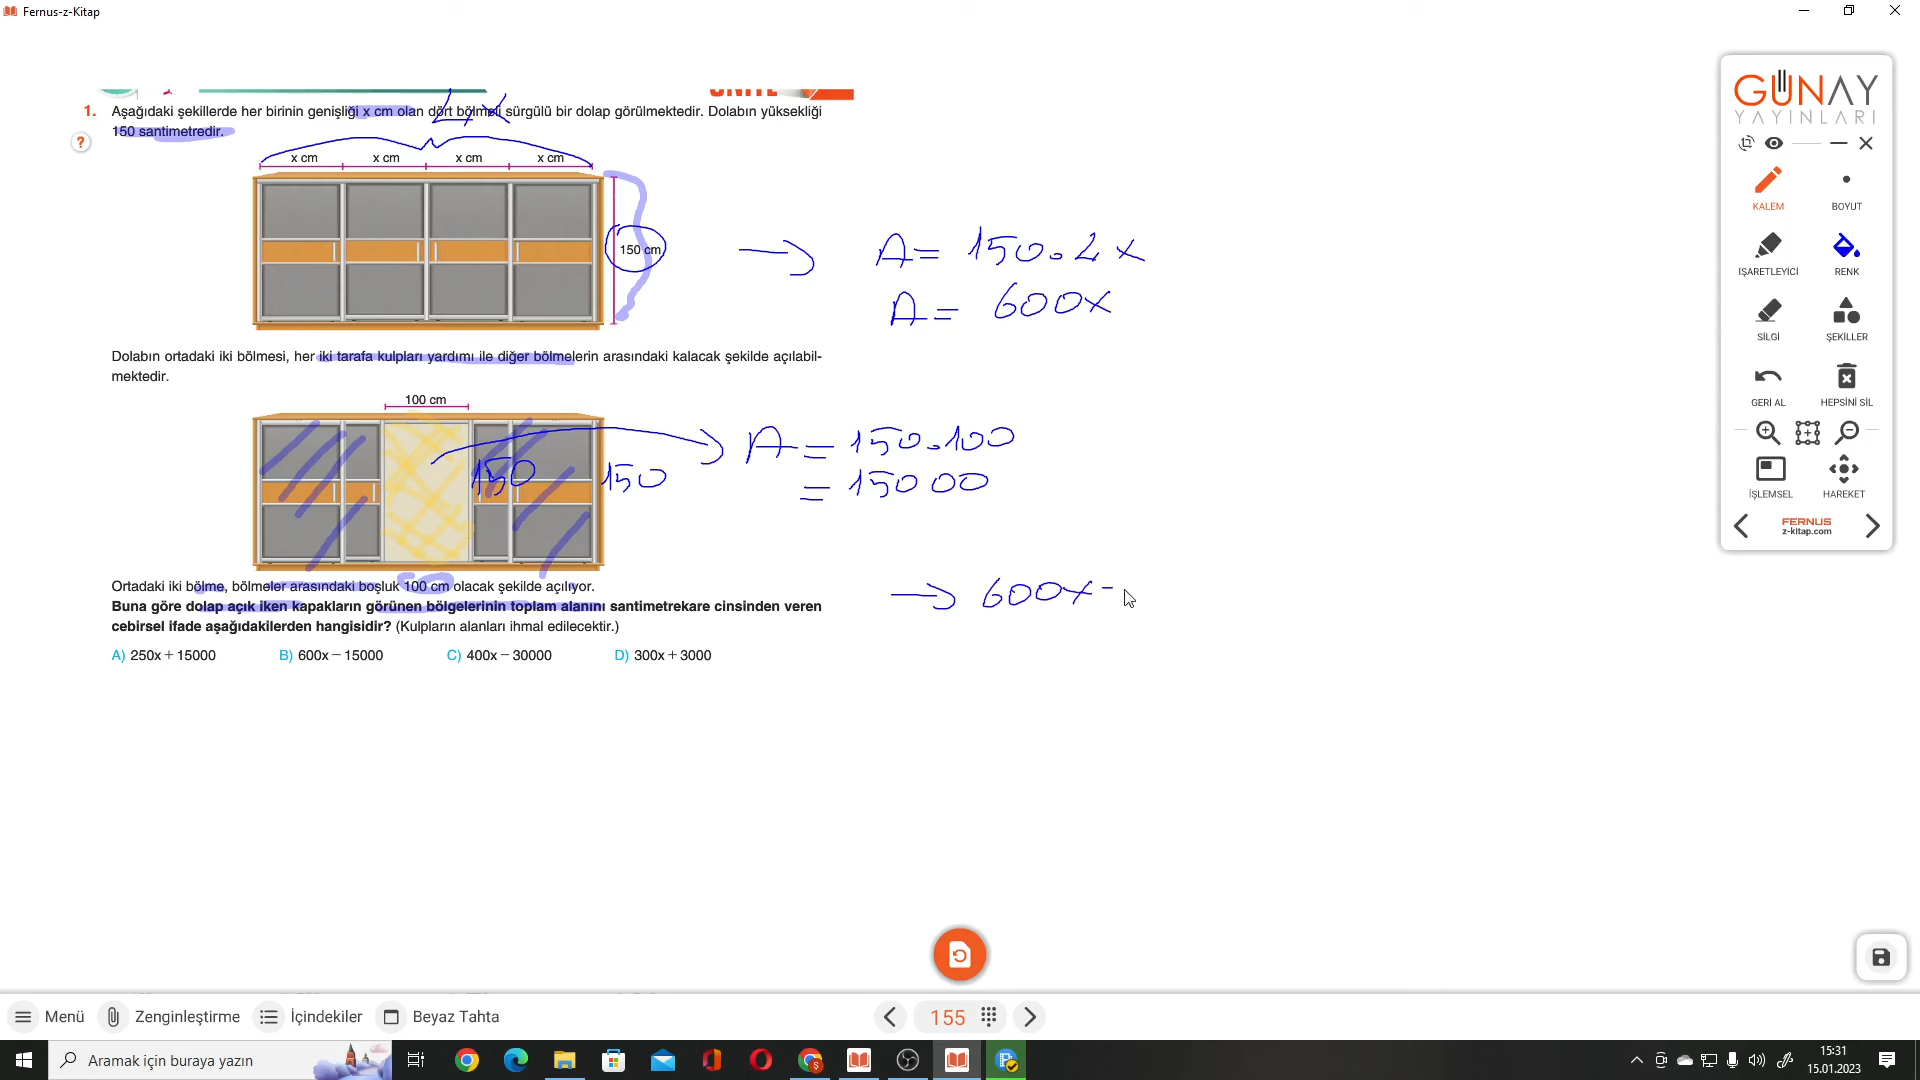 Fernus-z-Kitap
ÜNİTE
1. Aşağıdaki şekillerde her birinin genişliği x cm olan dört bölmeli sürgülü bir dolap görülmektedir. Dolabın yüksekliği
150 santimetredir.
4x
x cm x cm x cm x cm
150 cm
A = 150.4x
A = 600x
Dolabın ortadaki iki bölmesi, her iki tarafa kulpları yardımı ile diğer bölmelerin arasındaki kalacak şekilde açılabil-
mektedir.
100 cm
150 150
A = 150.100
= 15000
Ortadaki iki bölme, bölmeler arasındaki boşluk 100 cm olacak şekilde açılıyor.
→ 600x -
Buna göre dolap açık iken kapakların görünen bölgelerinin toplam alanını santimetrekare cinsinden veren
cebirsel ifade aşağıdakilerden hangisidir? (Kulpların alanları ihmal edilecektir.)
A) 250x + 15000 B) 600x − 15000 C) 400x − 30000 D) 300x + 3000
GÜNAY
YAYINLARI
KALEM BOYUT
İŞARETLEYİCİ RENK
SİLGİ ŞEKİLLER
GERİ AL HEPSİNİ SİL
İŞLEMSEL HAREKET
FERNUS
z-kitap.com
Menü Zenginleştirme İçindekiler Beyaz Tahta 155
Aramak için buraya yazın
15:31
15.01.2023